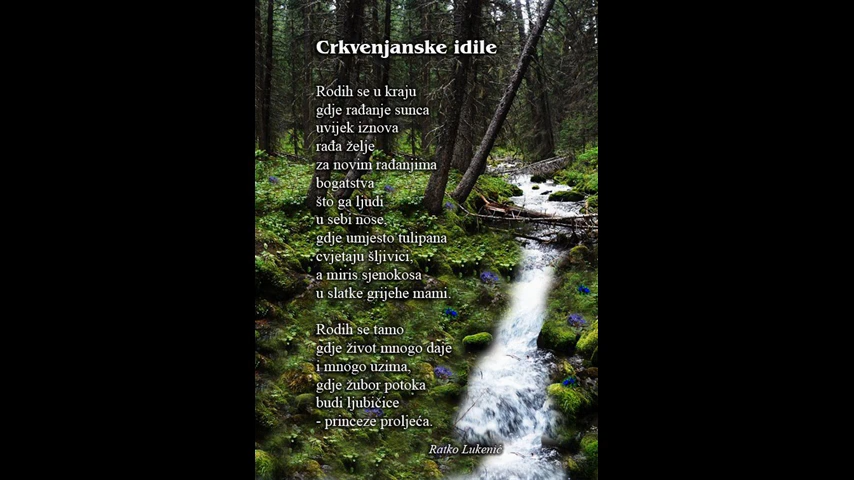 Crkvenjanske idile
Rodih se u kraju
gdje rađanje sunca
uvijek iznova
rađa želje
za novim rađanjima
bogatstva
što ga ljudi
u sebi nose,
gdje umjesto tulipana
cvjetaju šljivici,
a miris sjenokosa
u slatke grijehe mami.
Rodih se tamo
gdje život mnogo daje
i mnogo uzima,
gdje žubor potoka
budi ljubičice
- princeze proljeća.
Ratko Lukenić